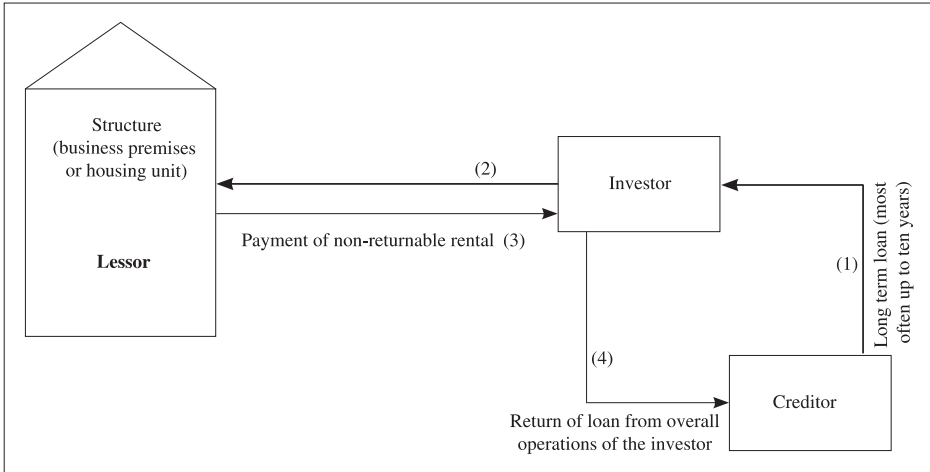 Structure
(business premises
or housing unit)
Lessor
(2)
Payment of non-returnable rental (3)
Investor
(1)
Long term loan (most
often up to ten years)
(4)
Return of loan from overall
operations of the investor
Creditor